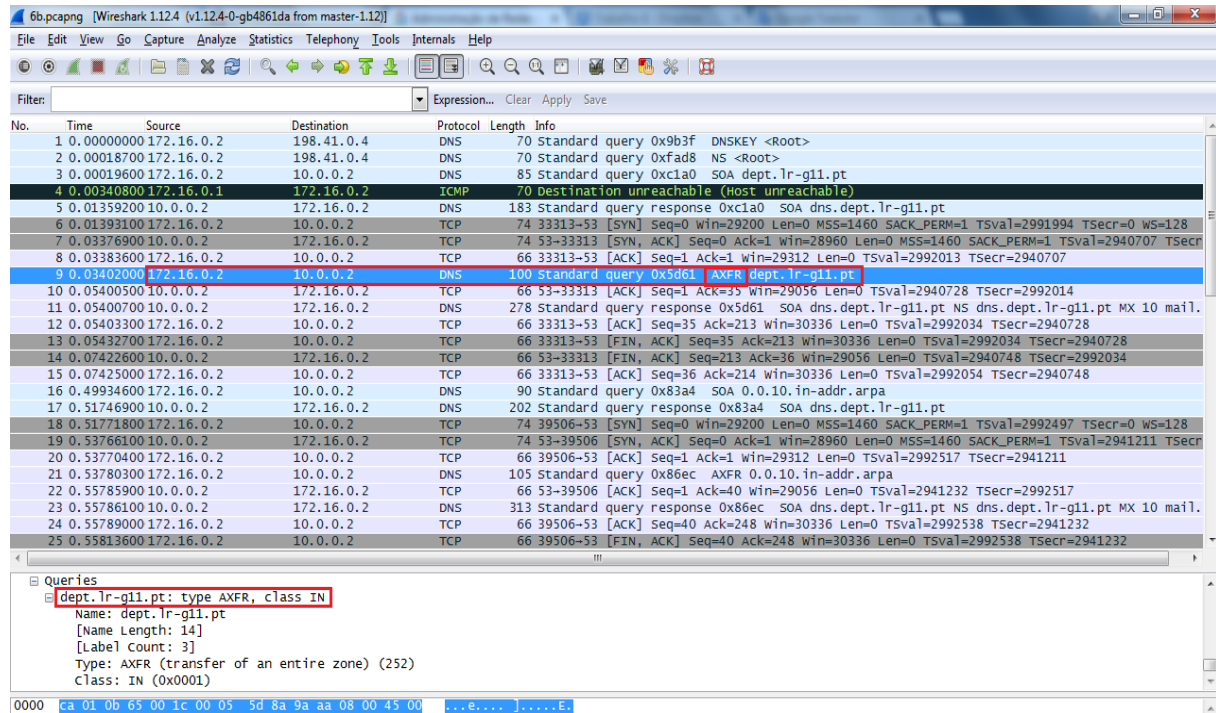 6b.pcapng [Wireshark 1.12.4 (v1.12.4-0-gb4861da from master-1.12)]
File Edit View Go Capture Analyze Statistics Telephony Tools Internals Help
Filter: Expression... Clear Apply Save
No. Time Source Destination Protocol Length Info
1 0.00000000 172.16.0.2 198.41.0.4 DNS 70 Standard query 0x9b3f DNSKEY <Root>
2 0.00018700 172.16.0.2 198.41.0.4 DNS 70 Standard query 0xfad8 NS <Root>
3 0.00019600 172.16.0.2 10.0.0.2 DNS 85 Standard query 0xc1a0 SOA dept.lr-g11.pt
4 0.00340800 172.16.0.1 172.16.0.2 ICMP 70 Destination unreachable (Host unreachable)
5 0.01359200 10.0.0.2 172.16.0.2 DNS 183 Standard query response 0xc1a0 SOA dns.dept.lr-g11.pt
6 0.01393100 172.16.0.2 10.0.0.2 TCP 74 33313→53 [SYN] Seq=0 Win=29200 Len=0 MSS=1460 SACK_PERM=1 TSval=2991994 TSecr=0 WS=128
7 0.03376900 10.0.0.2 172.16.0.2 TCP 74 53→33313 [SYN, ACK] Seq=0 Ack=1 Win=28960 Len=0 MSS=1460 SACK_PERM=1 TSval=2940707 TSecr
8 0.03383600 172.16.0.2 10.0.0.2 TCP 66 33313→53 [ACK] Seq=1 Ack=1 Win=29312 Len=0 TSval=2992013 TSecr=2940707
9 0.03402000 172.16.0.2 10.0.0.2 DNS 100 Standard query 0x5d61 AXFR dept.lr-g11.pt
10 0.05400500 10.0.0.2 172.16.0.2 TCP 66 53→33313 [ACK] Seq=1 Ack=35 Win=29056 Len=0 TSval=2940728 TSecr=2992014
11 0.05400700 10.0.0.2 172.16.0.2 DNS 278 Standard query response 0x5d61 SOA dns.dept.lr-g11.pt NS dns.dept.lr-g11.pt MX 10 mail.
12 0.05403300 172.16.0.2 10.0.0.2 TCP 66 33313→53 [ACK] Seq=35 Ack=213 Win=30336 Len=0 TSval=2992034 TSecr=2940728
13 0.05432700 172.16.0.2 10.0.0.2 TCP 66 33313→53 [FIN, ACK] Seq=35 Ack=213 Win=30336 Len=0 TSval=2992034 TSecr=2940728
14 0.07422600 10.0.0.2 172.16.0.2 TCP 66 53→33313 [FIN, ACK] Seq=213 Ack=36 Win=29056 Len=0 TSval=2940748 TSecr=2992034
15 0.07425000 172.16.0.2 10.0.0.2 TCP 66 33313→53 [ACK] Seq=36 Ack=214 Win=30336 Len=0 TSval=2992054 TSecr=2940748
16 0.49934600 172.16.0.2 10.0.0.2 DNS 90 Standard query 0x83a4 SOA 0.0.10.in-addr.arpa
17 0.51746900 10.0.0.2 172.16.0.2 DNS 202 Standard query response 0x83a4 SOA dns.dept.lr-g11.pt
18 0.51771800 172.16.0.2 10.0.0.2 TCP 74 39506→53 [SYN] Seq=0 Win=29200 Len=0 MSS=1460 SACK_PERM=1 TSval=2992497 TSecr=0 WS=128
19 0.53766100 10.0.0.2 172.16.0.2 TCP 74 53→39506 [SYN, ACK] Seq=0 Ack=1 Win=28960 Len=0 MSS=1460 SACK_PERM=1 TSval=2941211 TSecr
20 0.53770400 172.16.0.2 10.0.0.2 TCP 66 39506→53 [ACK] Seq=1 Ack=1 Win=29312 Len=0 TSval=2992517 TSecr=2941211
21 0.53780300 172.16.0.2 10.0.0.2 DNS 105 Standard query 0x86ec AXFR 0.0.10.in-addr.arpa
22 0.55785900 10.0.0.2 172.16.0.2 TCP 66 53→39506 [ACK] Seq=1 Ack=40 Win=29056 Len=0 TSval=2941232 TSecr=2992517
23 0.55786100 10.0.0.2 172.16.0.2 DNS 313 Standard query response 0x86ec SOA dns.dept.lr-g11.pt NS dns.dept.lr-g11.pt MX 10 mail.
24 0.55789000 172.16.0.2 10.0.0.2 TCP 66 39506→53 [ACK] Seq=40 Ack=248 Win=30336 Len=0 TSval=2992538 TSecr=2941232
25 0.55813600 172.16.0.2 10.0.0.2 TCP 66 39506→53 [FIN, ACK] Seq=40 Ack=248 Win=30336 Len=0 TSval=2992538 TSecr=2941232
Queries
dept.lr-g11.pt: type AXFR, class IN
Name: dept.lr-g11.pt
[Name Length: 14]
[Label Count: 3]
Type: AXFR (transfer of an entire zone) (252)
Class: IN (0x0001)
0000 ca 01 0b 65 00 1c 00 05 5d 8a 9a aa 08 00 45 00 ...e.... ].....E.